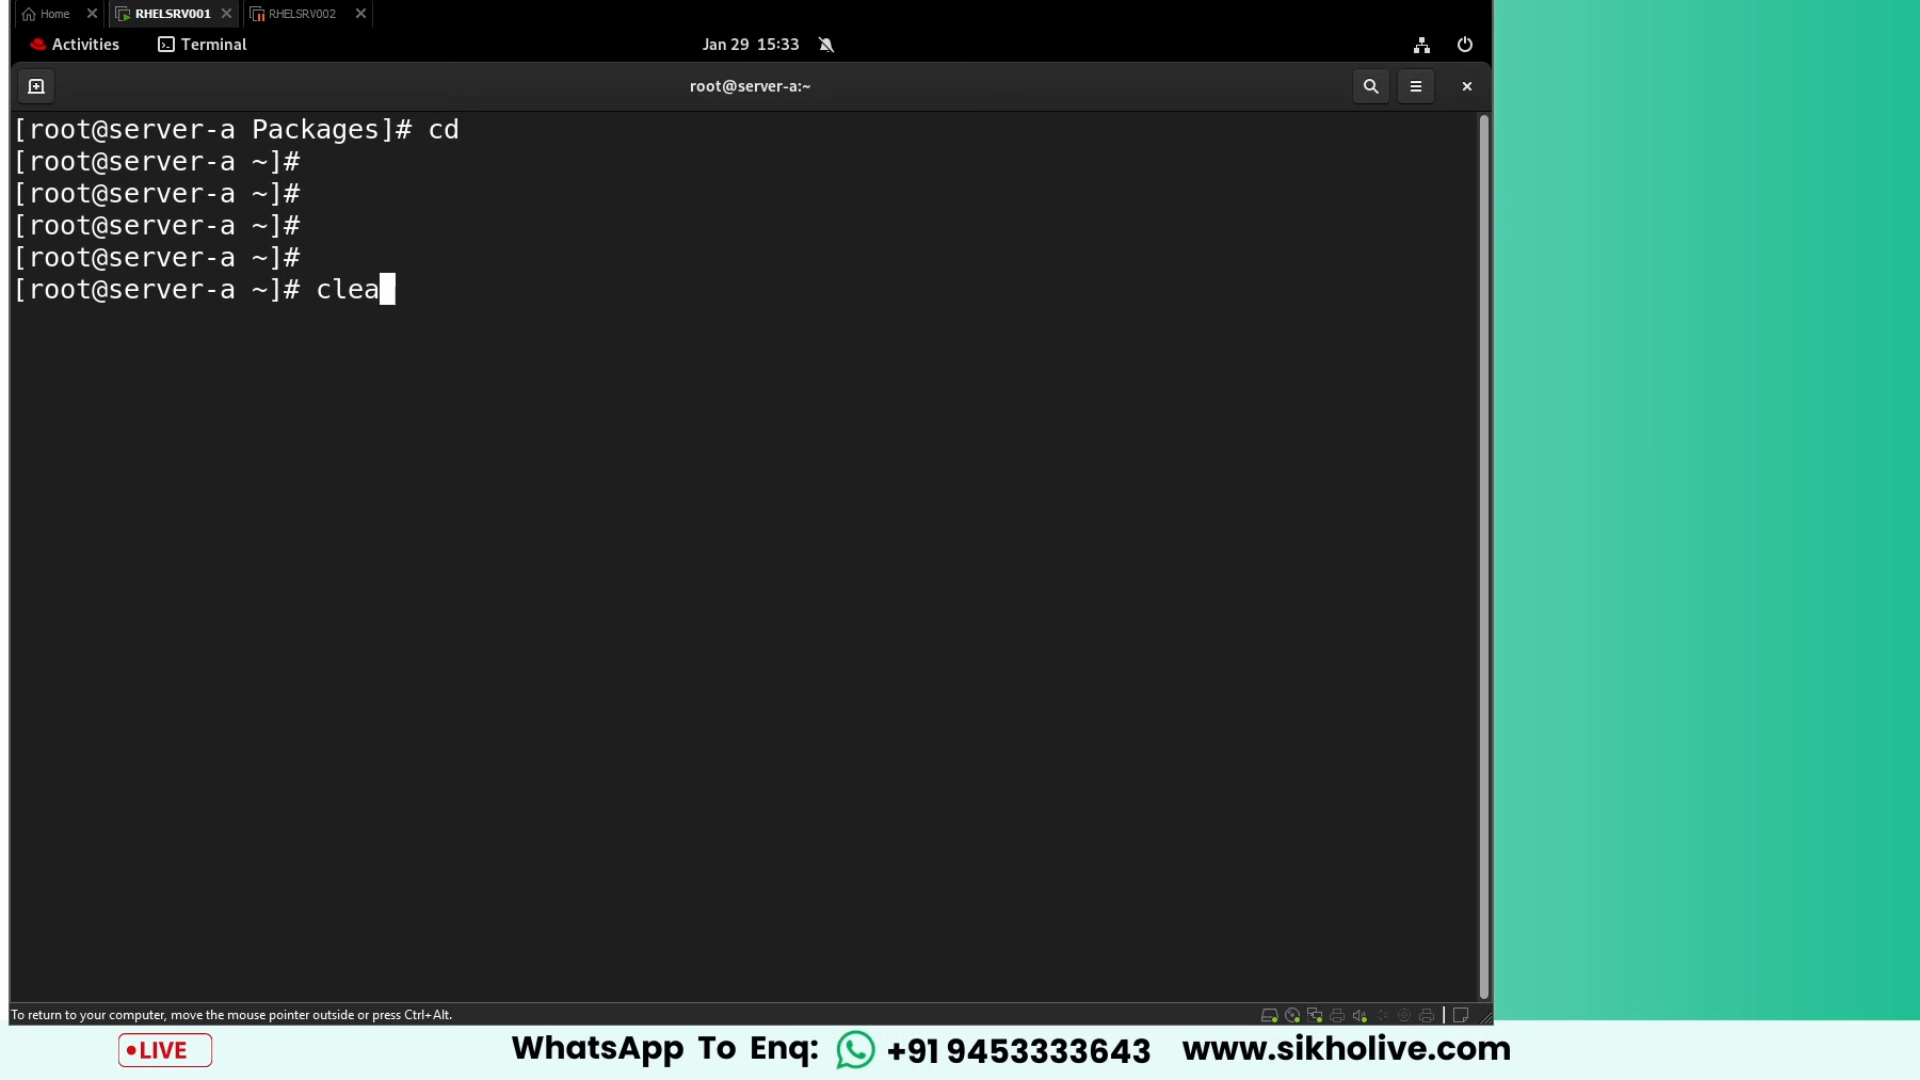 Home RHELSRV001 RHELSRV002
Activities Terminal Jan 29 15:33
root@server-a:~
[root@server-a Packages]# cd
[root@server-a ~]#
[root@server-a ~]#
[root@server-a ~]#
[root@server-a ~]#
[root@server-a ~]# clea
To return to your computer, move the mouse pointer outside or press Ctrl+Alt.
LIVE WhatsApp To Enq: +91 9453333643 www.sikholive.com